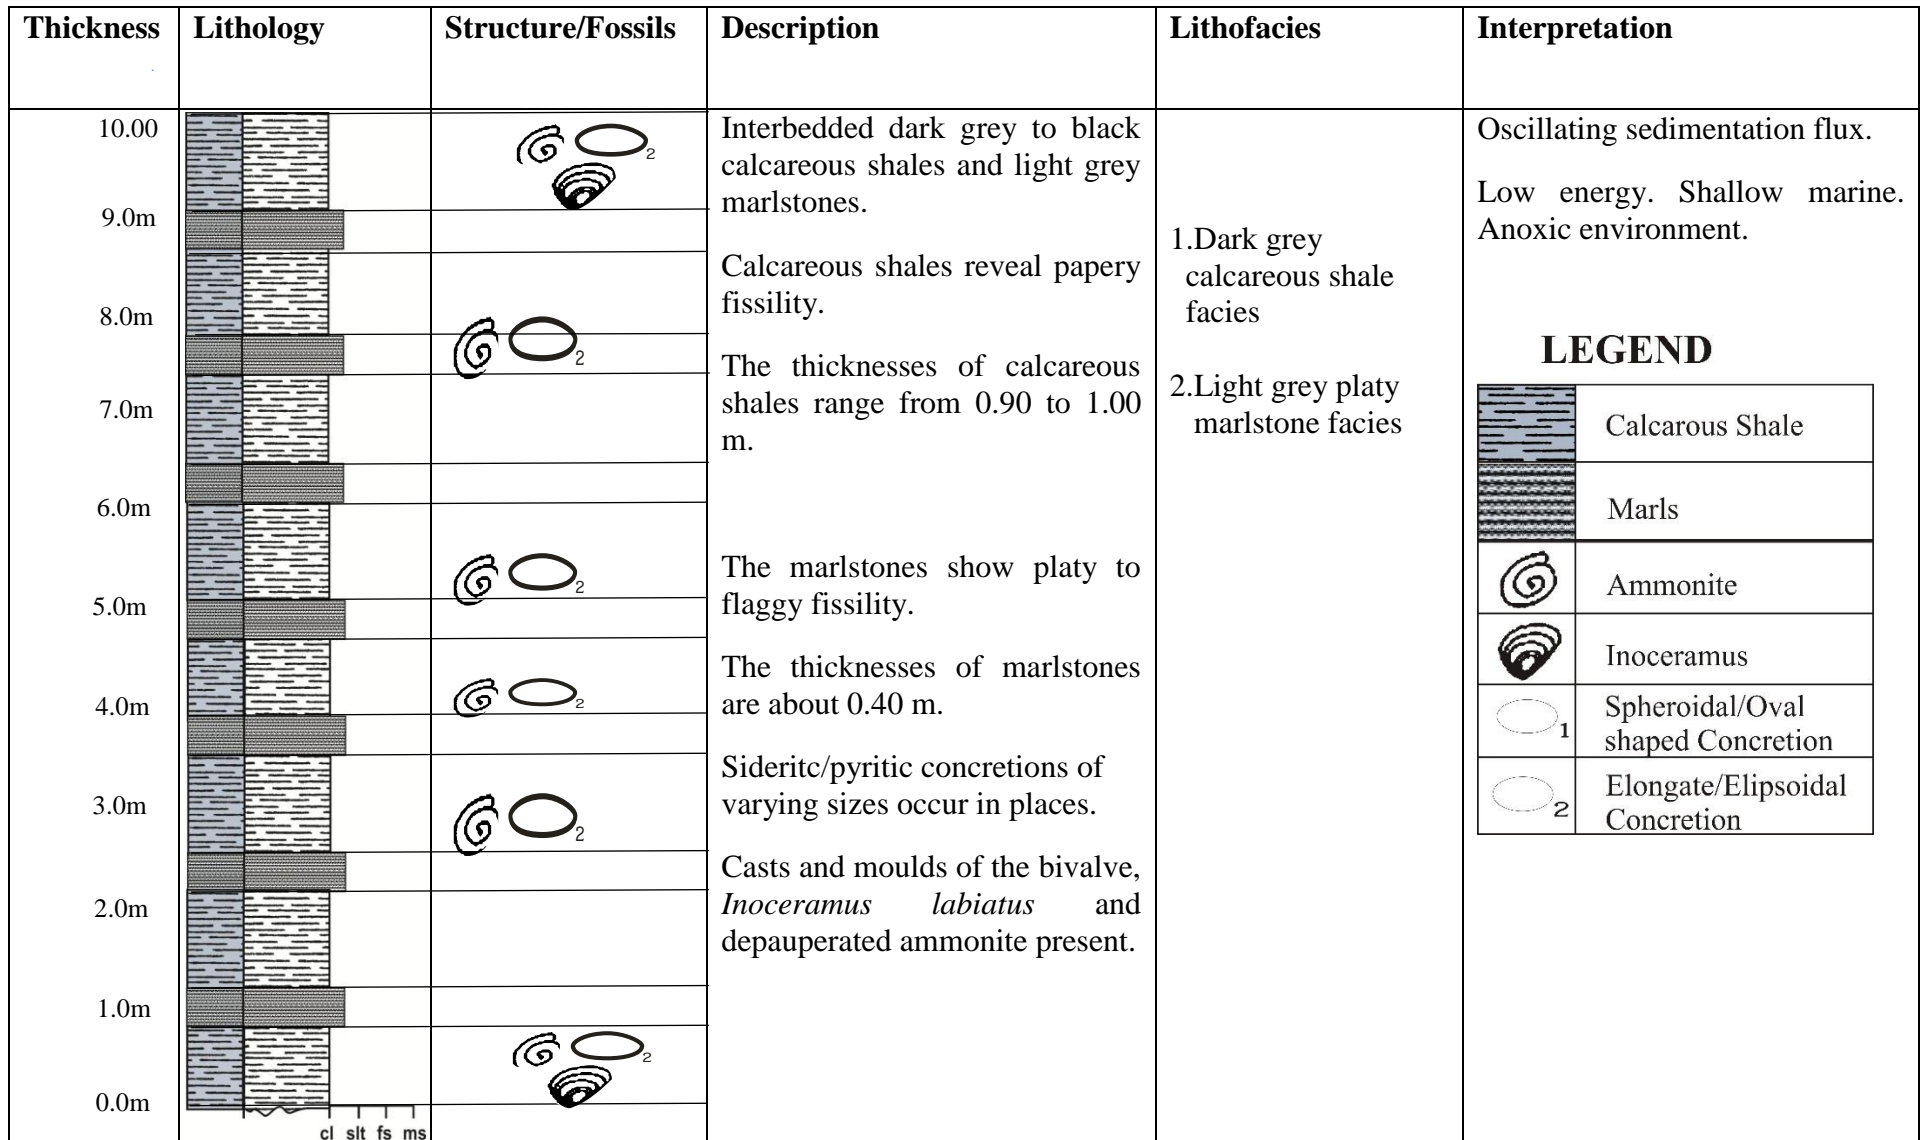 Thickness Lithology Structure/Fossils Description Lithofacies Interpretation
10.00
9.0m
8.0m
7.0m
6.0m
5.0m
4.0m
3.0m
2.0m
1.0m
0.0m
cl slt fs ms
2
2
2
2
2
2
Interbedded dark grey to black
calcareous shales and light grey
marlstones.
Calcareous shales reveal papery
fissility.
The thicknesses of calcareous
shales range from 0.90 to 1.00
m.
The marlstones show platy to
flaggy fissility.
The thicknesses of marlstones
are about 0.40 m.
Sideritc/pyritic concretions of
varying sizes occur in places.
Casts and moulds of the bivalve,
Inoceramus labiatus and
depauperated ammonite present.
1.Dark grey
calcareous shale
facies
2.Light grey platy
marlstone facies
Oscillating sedimentation flux.
Low energy. Shallow marine.
Anoxic environment.
LEGEND
Calcarous Shale
Marls
Ammonite
Inoceramus
1 Spheroidal/Oval
shaped Concretion
2 Elongate/Elipsoidal
Concretion